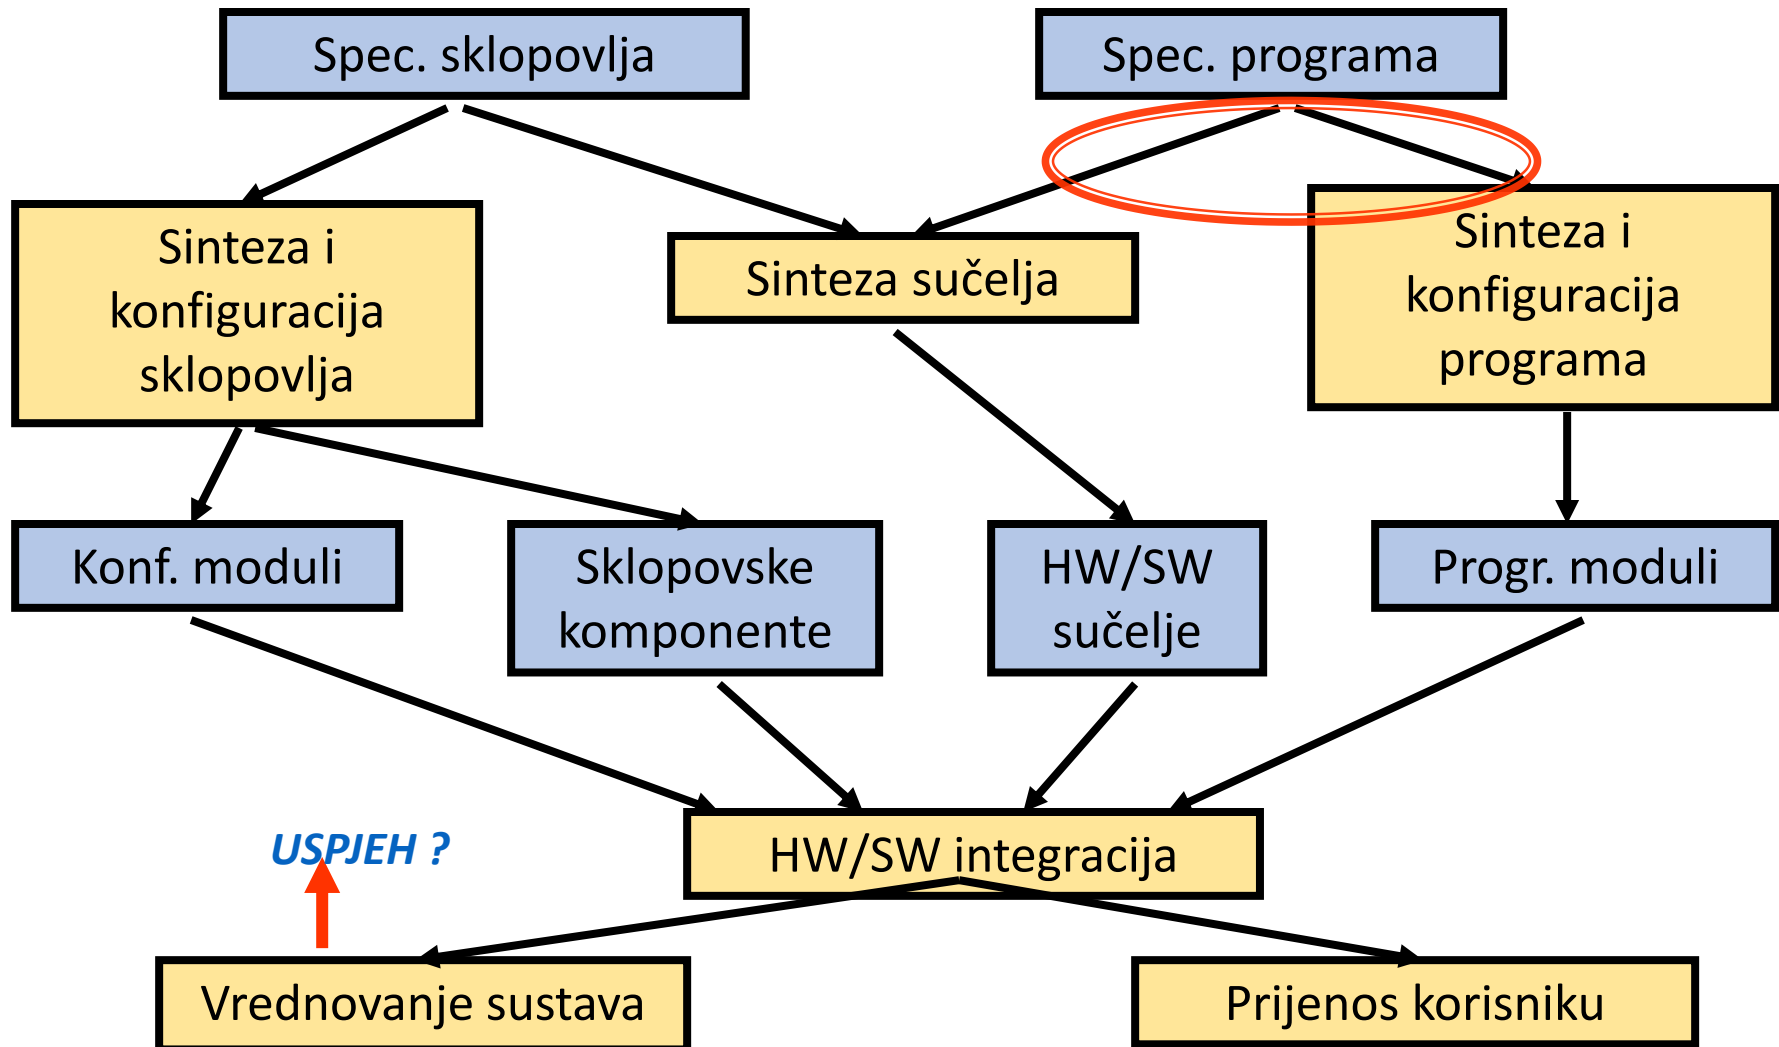 Spec. sklopovlja
Spec. programa
Sinteza i
konfiguracija
sklopovlja
Sinteza sučelja
Sinteza i
konfiguracija
programa
Konf. moduli
Sklopovske
komponente
HW/SW
sučelje
Progr. moduli
USPJEH ?
HW/SW integracija
Vrednovanje sustava
Prijenos korisniku